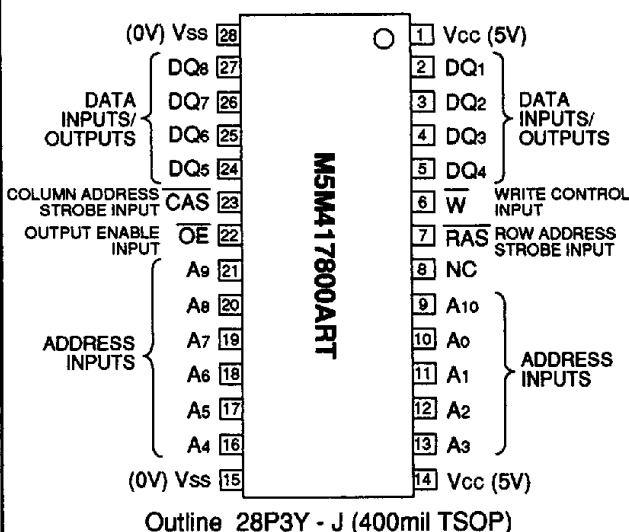 (0V) Vss 28 1 Vcc (5V)
DQ8 27 2 DQ1
DQ7 26 3 DQ2
DQ6 25 4 DQ3
DQ5 24 5 DQ4
DATA
INPUTS/
OUTPUTS
DATA
INPUTS/
OUTPUTS
COLUMN ADDRESS
STROBE INPUT
C̅A̅S̅ 23 6 W̅
WRITE CONTROL
INPUT
OUTPUT ENABLE
INPUT
O̅E̅ 22 7 R̅A̅S̅
ROW ADDRESS
STROBE INPUT
A9 21 8 NC
A8 20 9 A10
A7 19 10 A0
A6 18 11 A1
A5 17 12 A2
A4 16 13 A3
ADDRESS
INPUTS
ADDRESS
INPUTS
(0V) Vss 15 14 Vcc (5V)
M5M417800ART
Outline 28P3Y - J (400mil TSOP)